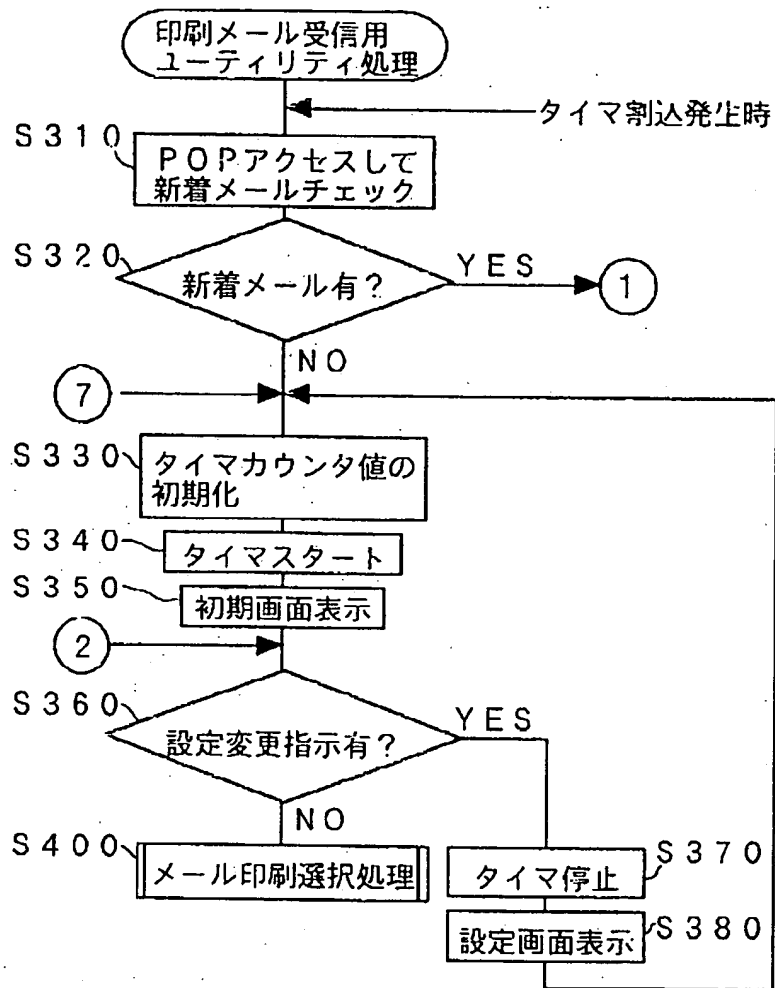 印刷メール受信用
ユーティリティ処理
タイマ割込発生時
S310
POPアクセスして
新着メールチェック
S320
新着メール有？
YES
1
NO
7
S330
タイマカウンタ値の
初期化
S340
タイマスタート
S350
初期画面表示
2
S360
設定変更指示有？
YES
NO
S400
メール印刷選択処理
S370
タイマ停止
S380
設定画面表示